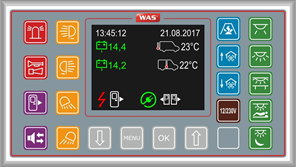 WAS
13:45:12 21.08.2017
14,4 23°C
14,2 22°C
12/230V
MENU OK